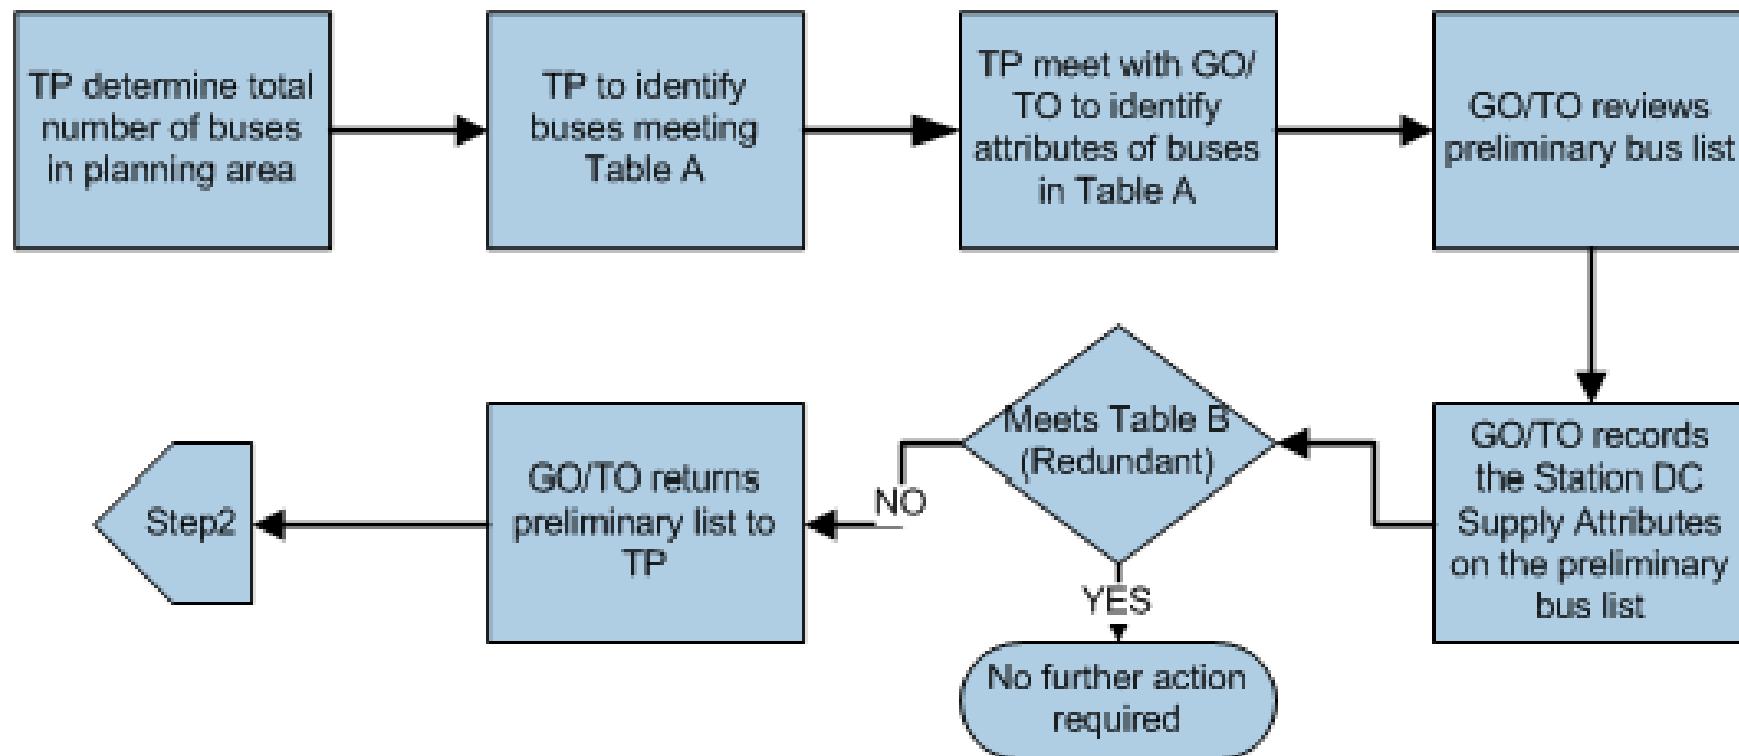 TP determine total
number of buses
in planning area
TP to identify
buses meeting
Table A
TP meet with GO/
TO to identify
attributes of buses
in Table A
GO/TO reviews
preliminary bus list
GO/TO records
the Station DC
Supply Attributes
on the preliminary
bus list
Meets Table B
(Redundant)
NO
YES
No further action
required
GO/TO returns
preliminary list to
TP
Step2